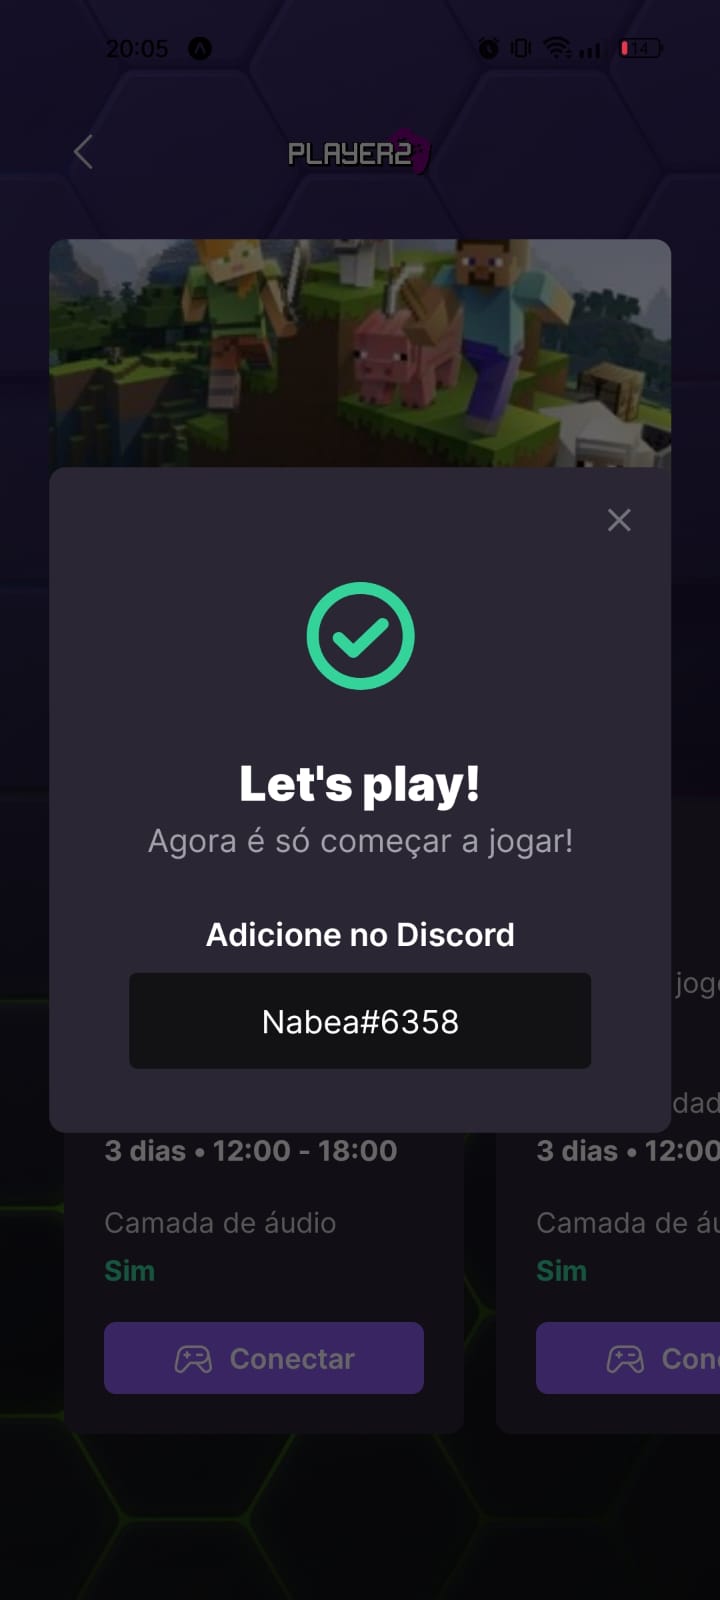 20:05
14
PLAYER2
Let's play!
Agora é só começar a jogar!
Adicione no Discord
Nabea#6358
jog
dad
3 dias • 12:00 - 18:00
3 dias • 12:00
Camada de áudio
Camada de áu
Sim
Sim
Conectar
Con